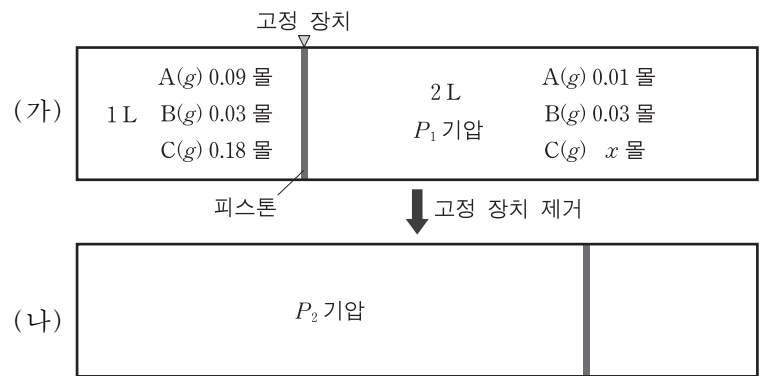 고정 장치
(가)
1 L
A(g) 0.09 몰
B(g) 0.03 몰
C(g) 0.18 몰
2 L
P₁ 기압
A(g) 0.01 몰
B(g) 0.03 몰
C(g) x 몰
피스톤
고정 장치 제거
(나)
P₂ 기압